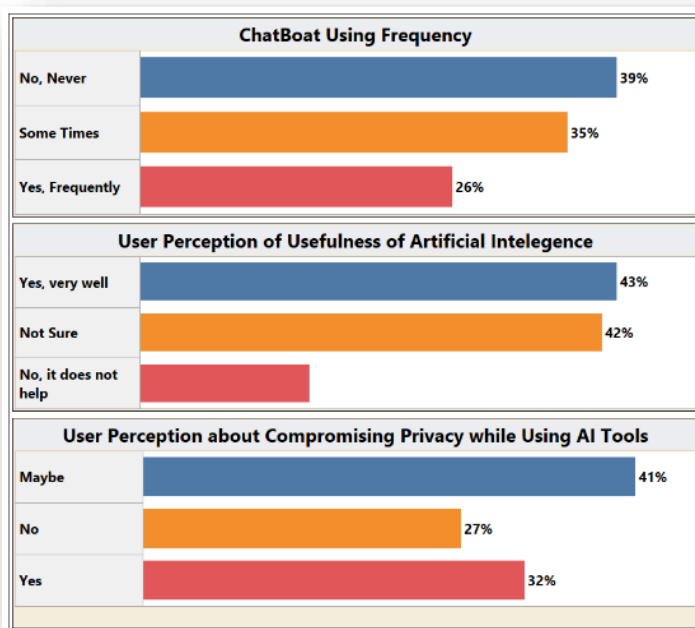 ChatBoat Using Frequency
No, Never
39%
Some Times
35%
Yes, Frequently
26%
User Perception of Usefulness of Artificial Intelegence
Yes, very well
43%
Not Sure
42%
No, it does not
help
User Perception about Compromising Privacy while Using AI Tools
Maybe
41%
No
27%
Yes
32%